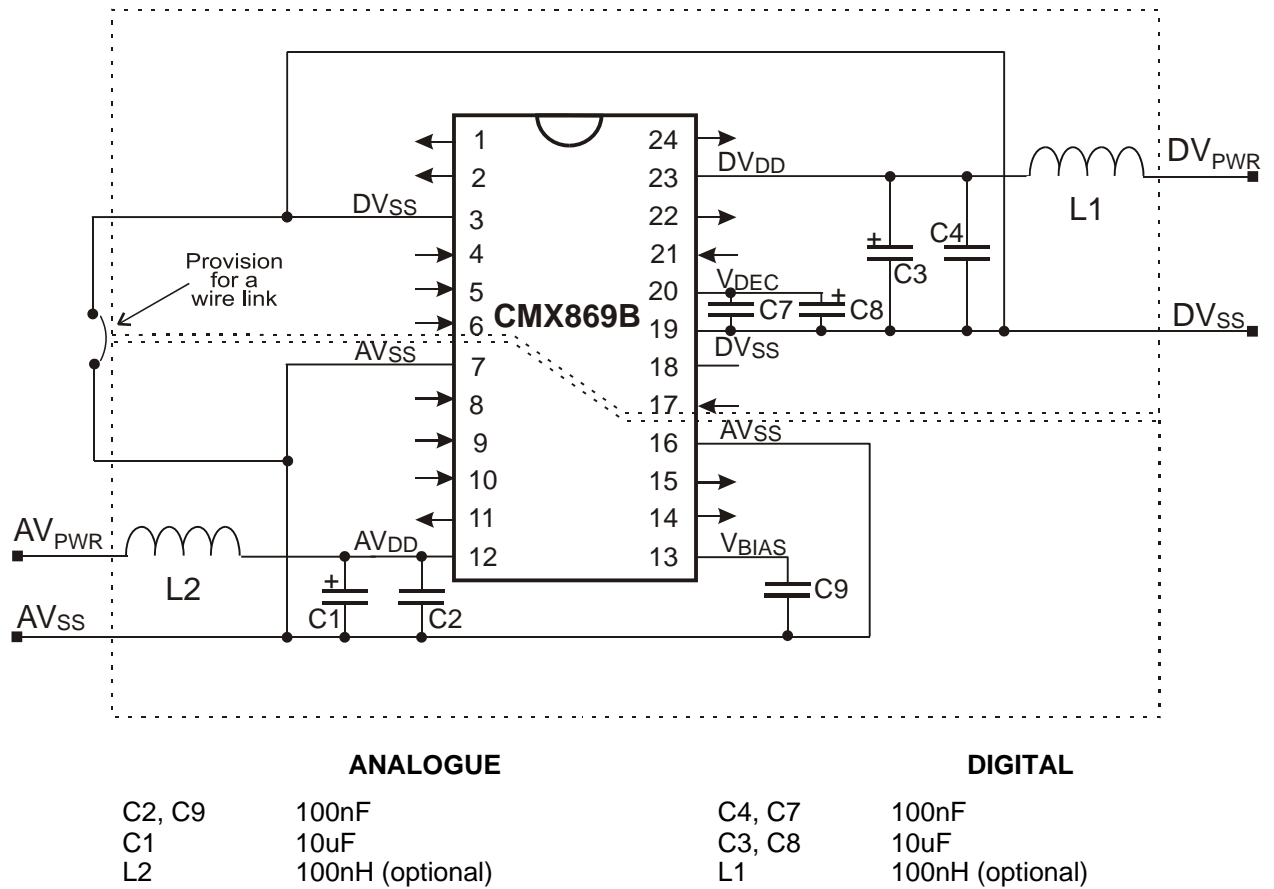 1
24
DVDD
DVPWR
2
23
L1
DVSS
3
22
C4
+
4
21
C3
Provision
for a
wire link
5
VDEC
20
+
C7
C8
6
CMX869B
19
DVSS
DVSS
AVSS
7
18
8
17
9
16
AVSS
10
15
AVPWR
11
14
AVDD
12
13
VBIAS
L2
+
C1
C2
C9
AVSS
ANALOGUE
DIGITAL
C2, C9 100nF
C4, C7 100nF
C1 10uF
C3, C8 10uF
L2 100nH (optional)
L1 100nH (optional)